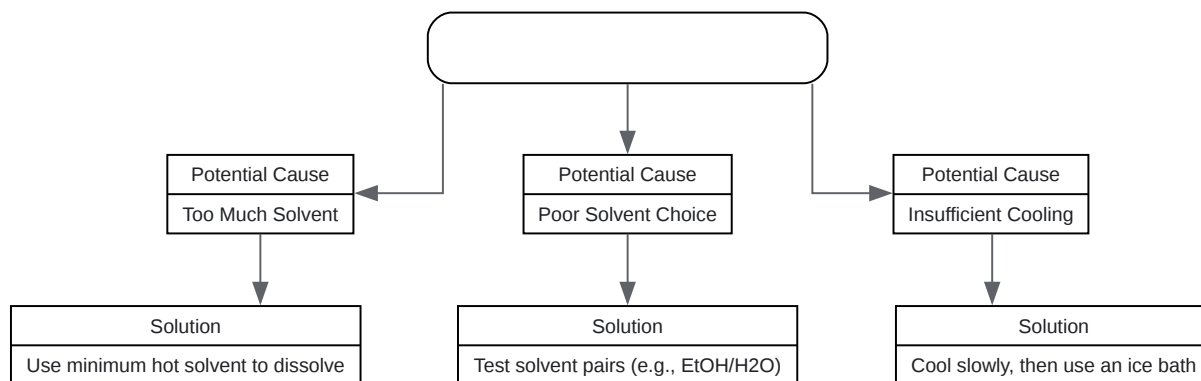 Potential Cause
Too Much Solvent
Potential Cause
Poor Solvent Choice
Potential Cause
Insufficient Cooling
Solution
Use minimum hot solvent to dissolve
Solution
Test solvent pairs (e.g., EtOH/H2O)
Solution
Cool slowly, then use an ice bath